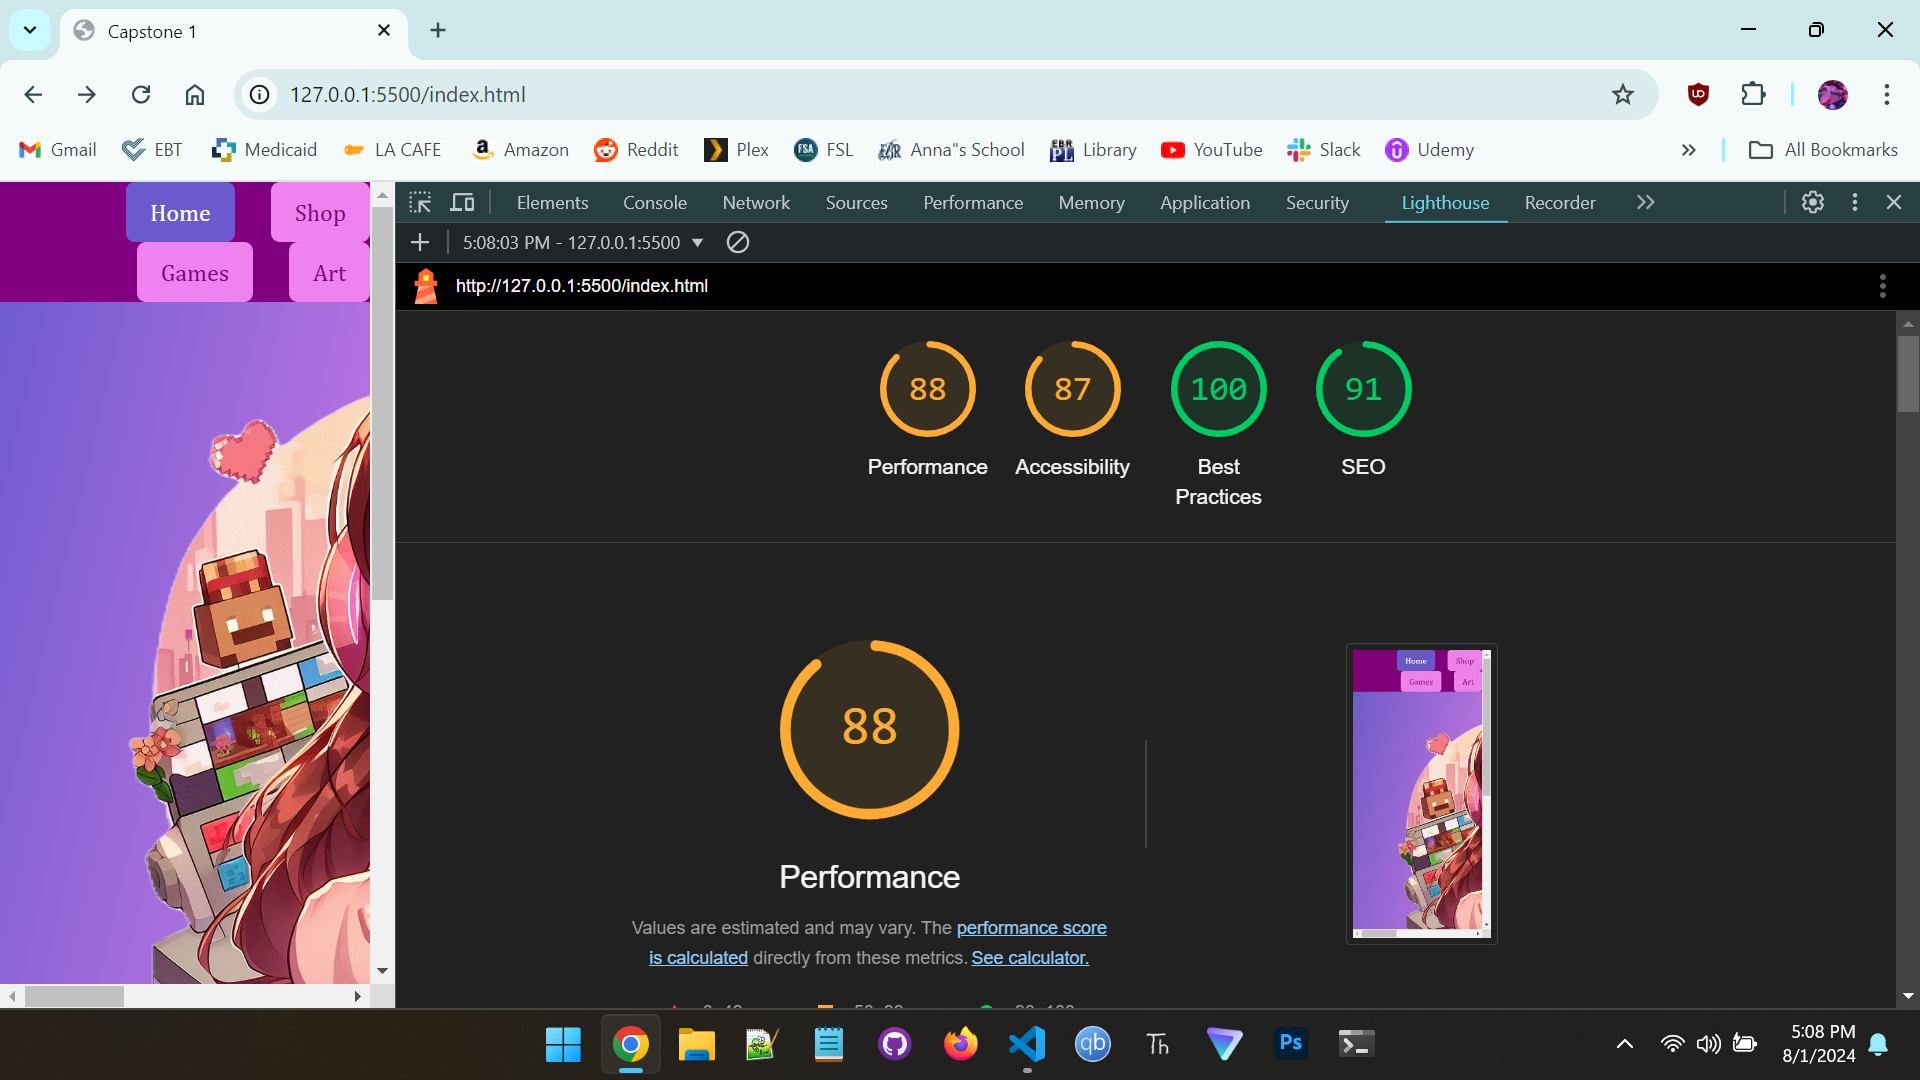 Capstone 1
127.0.0.1:5500/index.html
Gmail EBT Medicaid LA CAFE Amazon Reddit Plex FSL Anna"s School Library YouTube Slack Udemy All Bookmarks
Home Shop
Games Art
Elements Console Network Sources Performance Memory Application Security Lighthouse Recorder
5:08:03 PM - 127.0.0.1:5500
http://127.0.0.1:5500/index.html
88 87 100 91
Performance Accessibility Best Practices SEO
88
Home Shop
Games Art
Performance
Values are estimated and may vary. The performance score
is calculated directly from these metrics. See calculator.
5:08 PM
8/1/2024